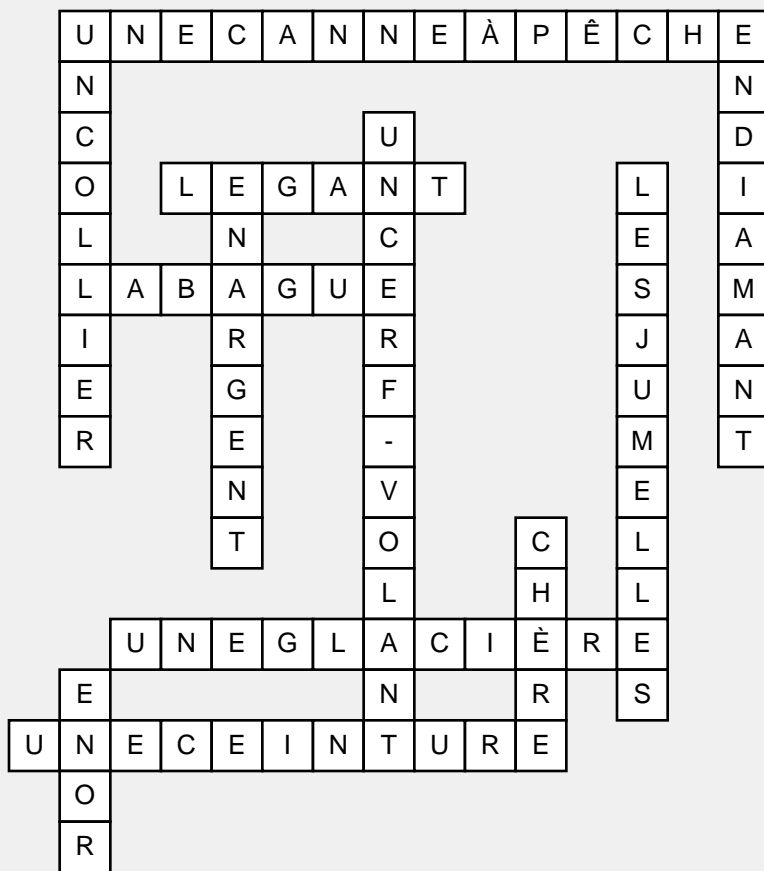 UNECANNEÀPÊCHE
UNCOLLIER
ENDIAMANT
UNCERF-VOLANT
LEGANT
ENARGENT
LESJUMELLES
LABAGUE
CHÈRE
UNEGLACIÈRE
ENOR
UNECEINTURE